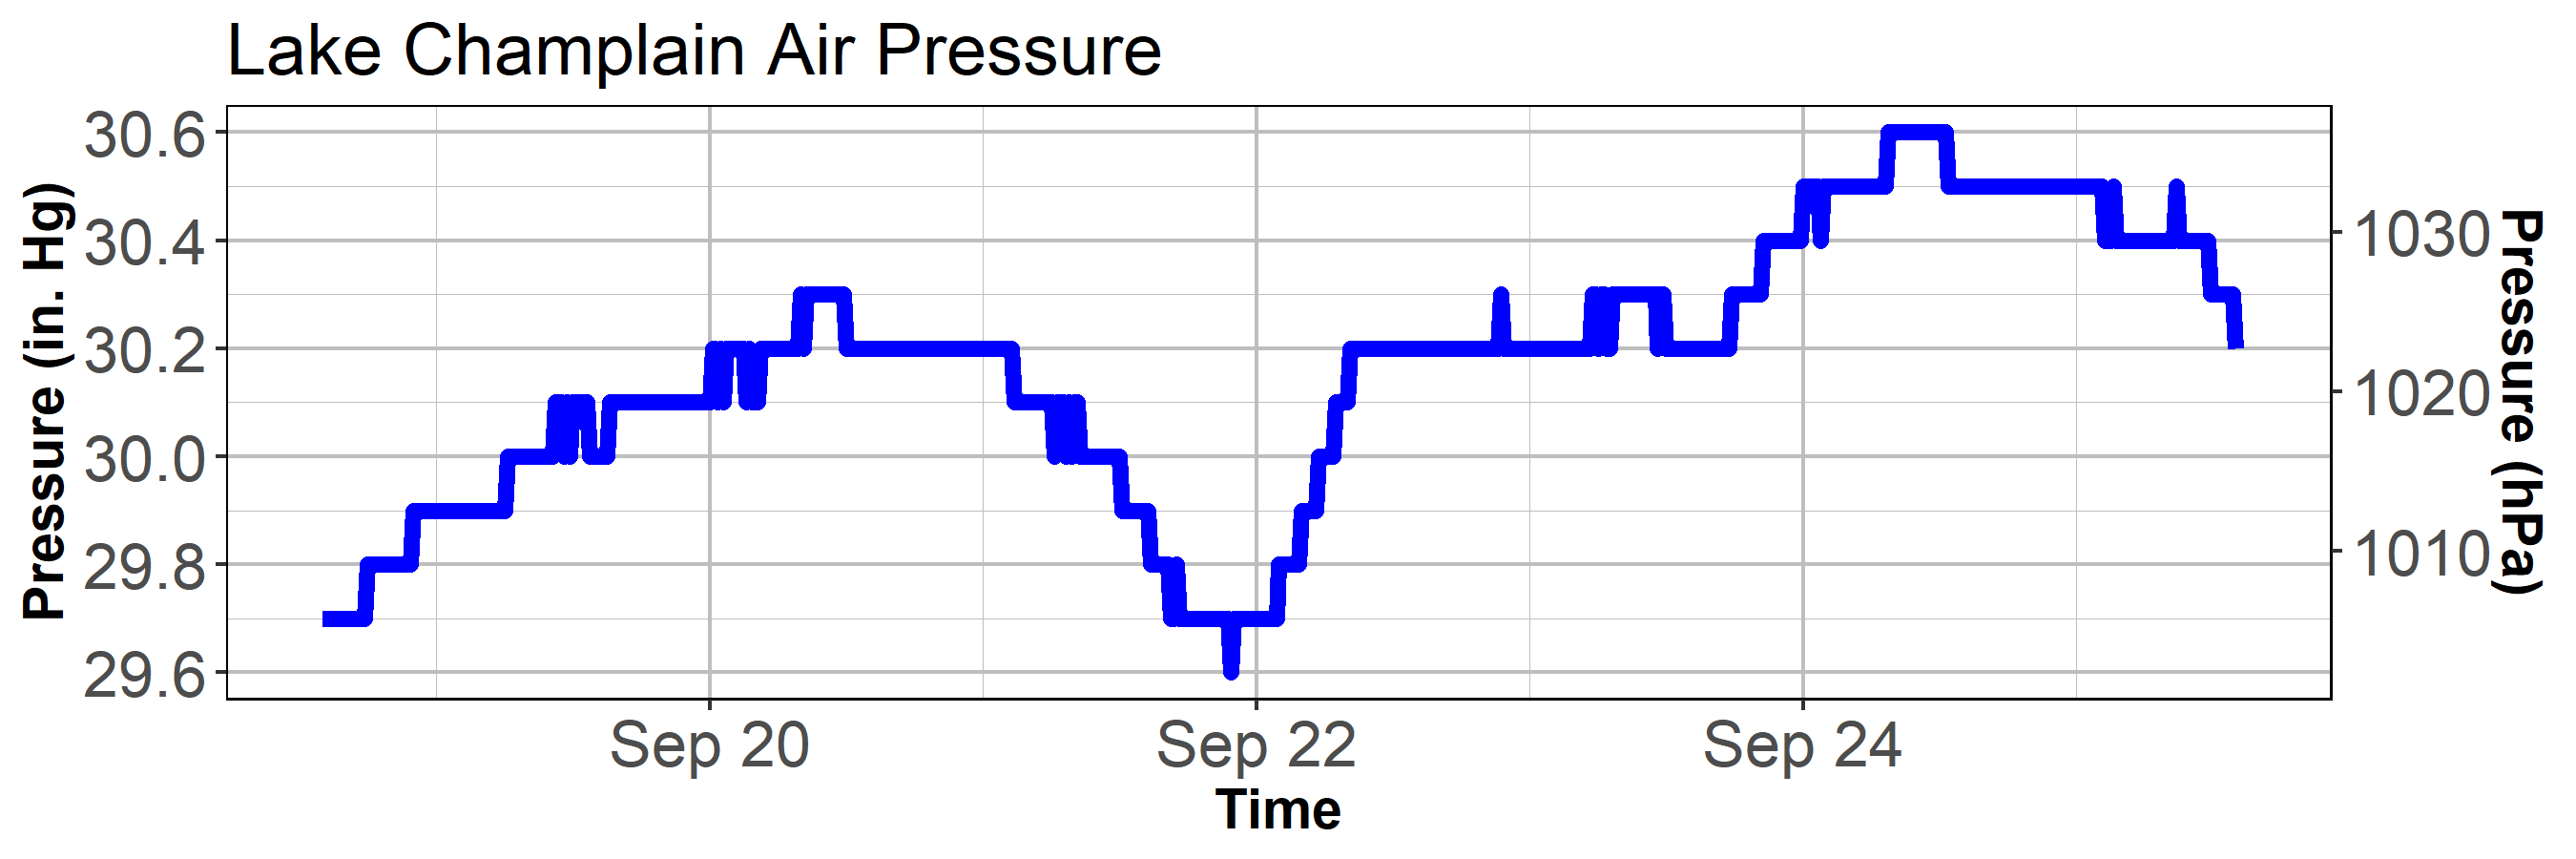 Lake Champlain Air Pressure
Pressure (in. Hg)
30.6
30.4
30.2
30.0
29.8
29.6
1030
1020
1010
Pressure (hPa)
Sep 20
Sep 22
Sep 24
Time